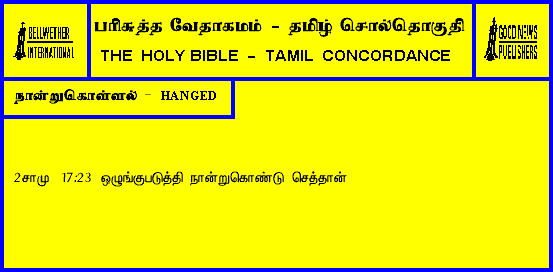 BELLWETHER
INTERNATIONAL
பரிசுத்த வேதாகமம் - தமிழ் சொல்தொகுதி
THE HOLY BIBLE - TAMIL CONCORDANCE
GOOD NEWS
PUBLISHERS
நான்றுகொள்ளல் - HANGED
2சாமு 17:23 ஒழுங்குபடுத்தி நான்றுகொண்டு செத்தான்